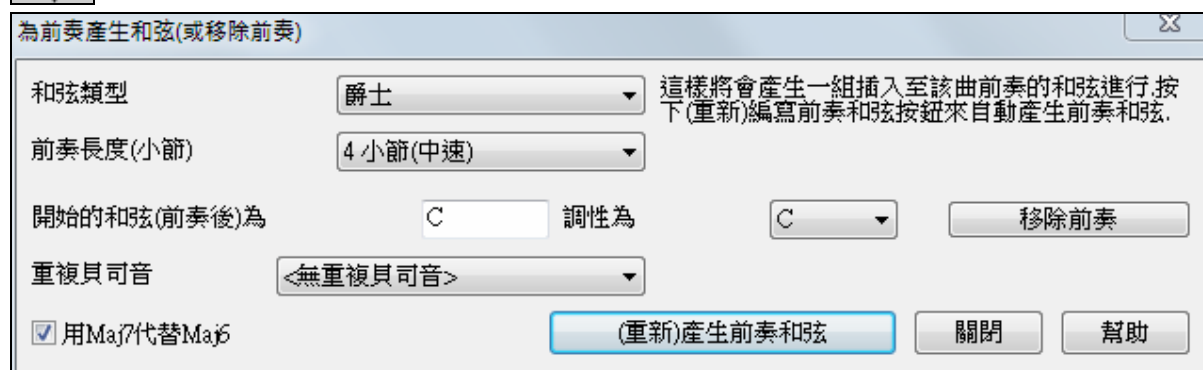 為前奏產生和弦(或移除前奏)
和弦類型 爵士 這樣將會產生一組插入至該曲前奏的和弦進行.按
下(重新)編寫前奏和弦按鈕來自動產生前奏和弦.
前奏長度(小節) 4 小節(中速)
開始的和弦(前奏後)為 C 調性為 C 移除前奏
重複貝司音 <無重複貝司音>
用Maj7代替Maj6 (重新)產生前奏和弦 關閉 幫助